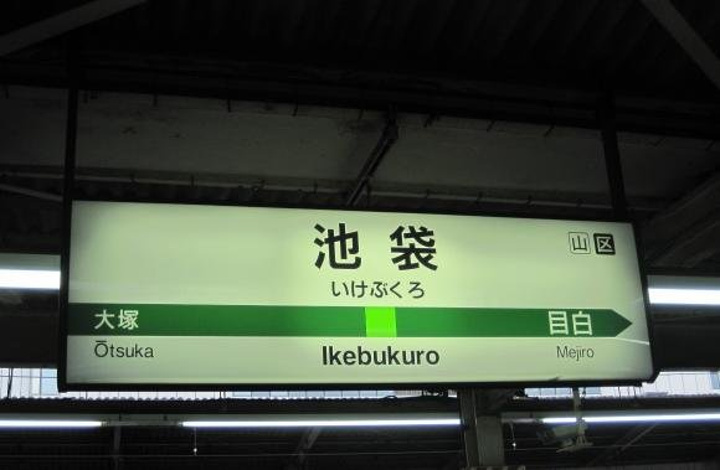 池袋
山 区
いけぶくろ
大塚 目白
Ōtsuka Ikebukuro Mejiro